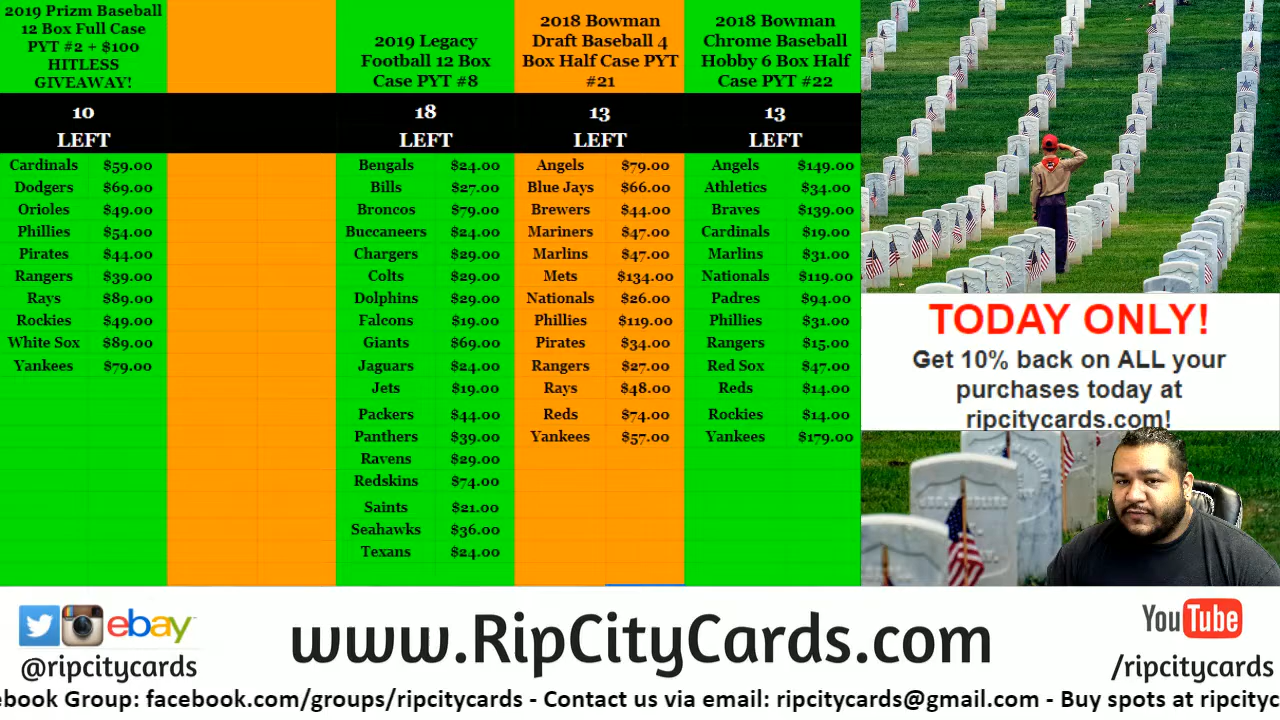 2019 Prizm Baseball
12 Box Full Case
PYT #2 + $100
HITLESS
GIVEAWAY!
10
LEFT
Cardinals $59.00
Dodgers $69.00
Orioles $49.00
Phillies $54.00
Pirates $44.00
Rangers $39.00
Rays $89.00
Rockies $49.00
White Sox $89.00
Yankees $79.00
2019 Legacy
Football 12 Box
Case PYT #8
18
LEFT
Bengals $24.00
Bills $27.00
Broncos $79.00
Buccaneers $24.00
Chargers $29.00
Colts $29.00
Dolphins $29.00
Falcons $19.00
Giants $69.00
Jaguars $24.00
Jets $19.00
Packers $44.00
Panthers $39.00
Ravens $29.00
Redskins $74.00
Saints $21.00
Seahawks $36.00
Texans $24.00
2018 Bowman
Draft Baseball 4
Box Half Case PYT
#21
13
LEFT
Angels $79.00
Blue Jays $66.00
Brewers $44.00
Mariners $47.00
Marlins $47.00
Mets $134.00
Nationals $26.00
Phillies $119.00
Pirates $34.00
Rangers $27.00
Rays $48.00
Reds $74.00
Yankees $57.00
2018 Bowman
Chrome Baseball
Hobby 6 Box Half
Case PYT #22
13
LEFT
Angels $149.00
Athletics $34.00
Braves $139.00
Cardinals $19.00
Marlins $31.00
Nationals $119.00
Padres $94.00
Phillies $31.00
Rangers $15.00
Red Sox $47.00
Reds $14.00
Rockies $14.00
Yankees $179.00
TODAY ONLY!
Get 10% back on ALL your
purchases today at
ripcitycards.com!
ebay
@ripcitycards
www.RipCityCards.com
YouTube
/ripcitycards
ebook Group: facebook.com/groups/ripcitycards - Contact us via email: ripcitycards@gmail.com - Buy spots at ripcityc